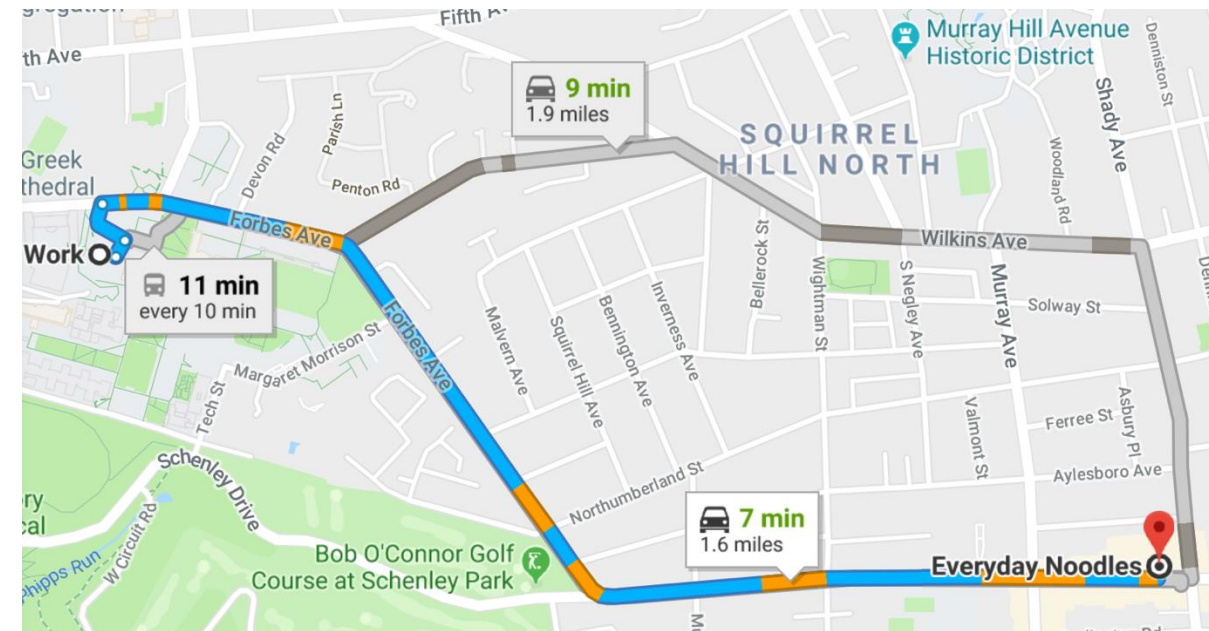 Fifth
Murray Hill Avenue
Historic District
th Ave
Denniston St
9 min
1.9 miles
Shady Ave
Parish Ln
SQUIRREL
HILL NORTH
Greek
thedral
Devon Rd
Penton Rd
Woodland Rd
Forbes Ave
Work
Wilkins Ave
11 min
every 10 min
Bellerock St
Wightman St
S Negley Ave
Murray Ave
Inverness Ave
Bennington Ave
Squirrel Hill Ave
Malvern Ave
Solway St
Forbes Ave
Margaret Morrison St
Tech St
Valmont St
Ferree St
Asbury Pl
Aylesboro Ave
Schenley Drive
Northumberland St
7 min
1.6 miles
W Circuit Rd
Phipps Run
Bob O'Connor Golf
Course at Schenley Park
Everyday Noodles